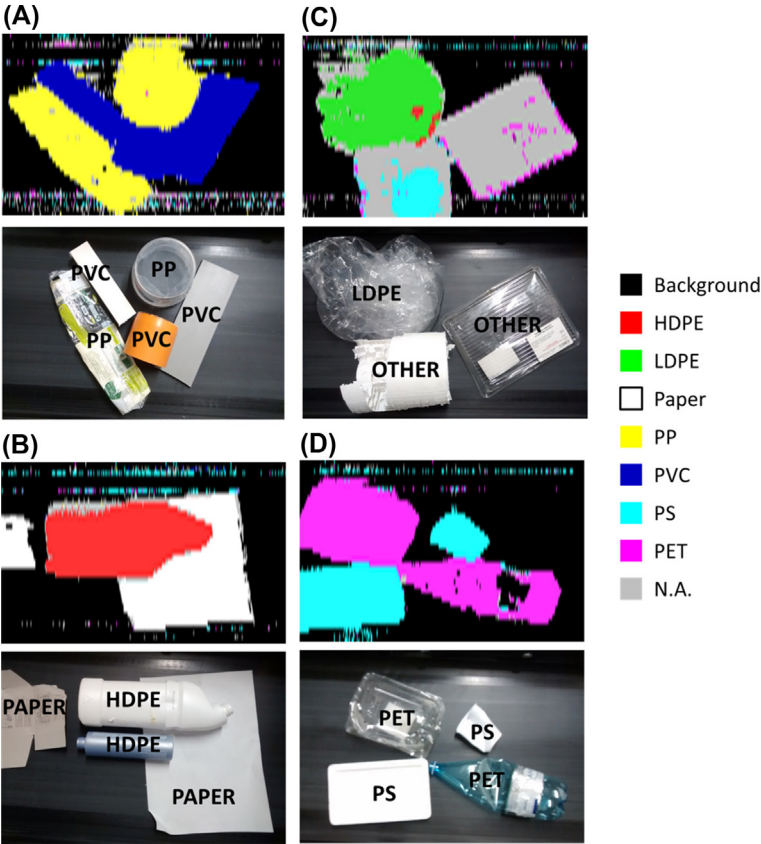 (A)
(C)
PVC
PP
PVC
PP
PVC
LDPE
OTHER
OTHER
Background
HDPE
LDPE
Paper
PP
PVC
PS
PET
N.A.
(B)
(D)
PAPER
HDPE
HDPE
PAPER
PET
PS
PS
PET